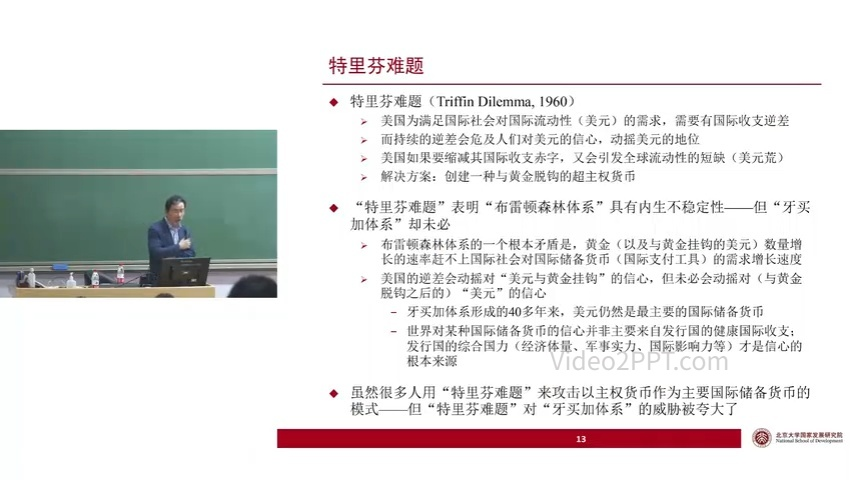 特里芬难题
◆ 特里芬难题（Triffin Dilemma, 1960）
➢ 美国为满足国际社会对国际流动性（美元）的需求，需要有国际收支逆差
➢ 而持续的逆差会危及人们对美元的信心，动摇美元的地位
➢ 美国如果要缩减其国际收支赤字，又会引发全球流动性的短缺（美元荒）
➢ 解决方案：创建一种与黄金脱钩的超主权货币
◆ “特里芬难题”表明“布雷顿森林体系”具有内生不稳定性——但“牙买
加体系”却未必
➢ 布雷顿森林体系的一个根本矛盾是，黄金（以及与黄金挂钩的美元）数量增
长的速率赶不上国际社会对国际储备货币（国际支付工具）的需求增长速度
➢ 美国的逆差会动摇对“美元与黄金挂钩”的信心，但未必会动摇对（与黄金
脱钩之后的）“美元”的信心
– 牙买加体系形成的40多年来，美元仍然是最主要的国际储备货币
– 世界对某种国际储备货币的信心并非主要来自发行国的健康国际收支；
发行国的综合国力（经济体量、军事实力、国际影响力等）才是信心的
根本来源
Video2PPT.com
◆ 虽然很多人用“特里芬难题”来攻击以主权货币作为主要国际储备货币的
模式——但“特里芬难题”对“牙买加体系”的威胁被夸大了
13
北京大学国家发展研究院
National School of Development